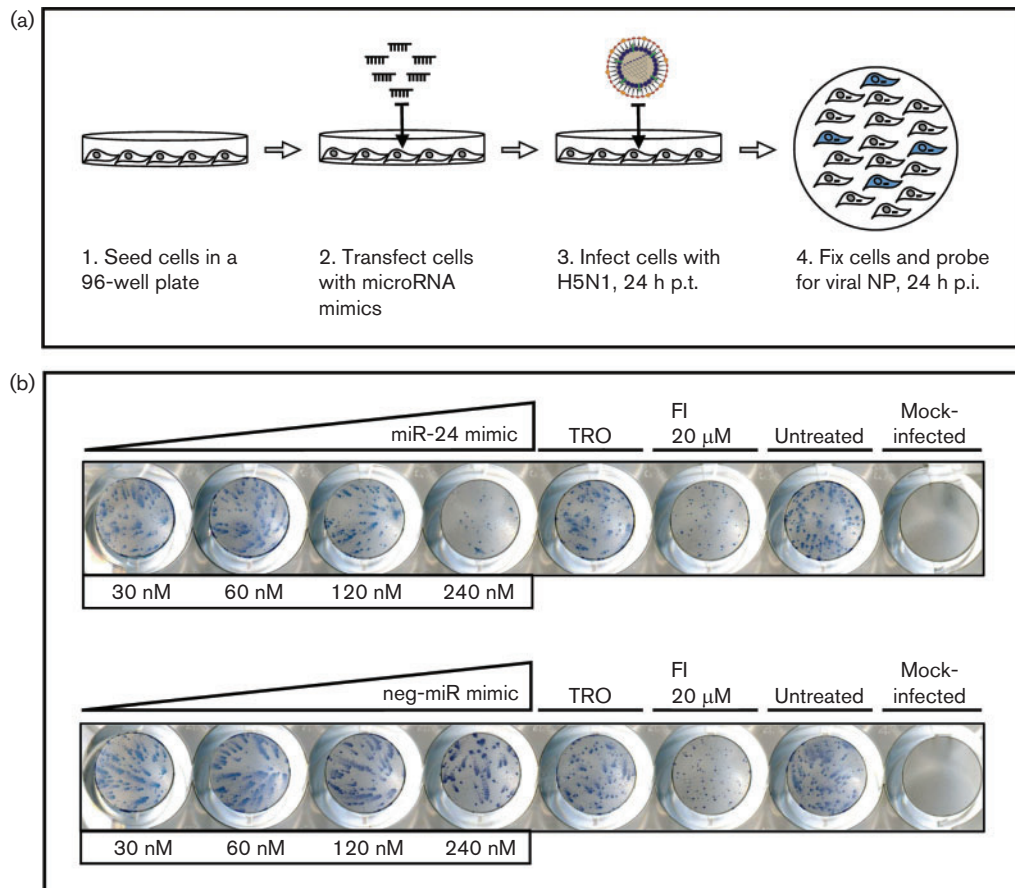 (a)
1. Seed cells in a
96-well plate
2. Transfect cells
with microRNA
mimics
3. Infect cells with
H5N1, 24 h p.t.
4. Fix cells and probe
for viral NP, 24 h p.i.
(b)
miR-24 mimic
TRO
FI
20 μM
Untreated
Mock-
infected
30 nM
60 nM
120 nM
240 nM
neg-miR mimic
TRO
FI
20 μM
Untreated
Mock-
infected
30 nM
60 nM
120 nM
240 nM